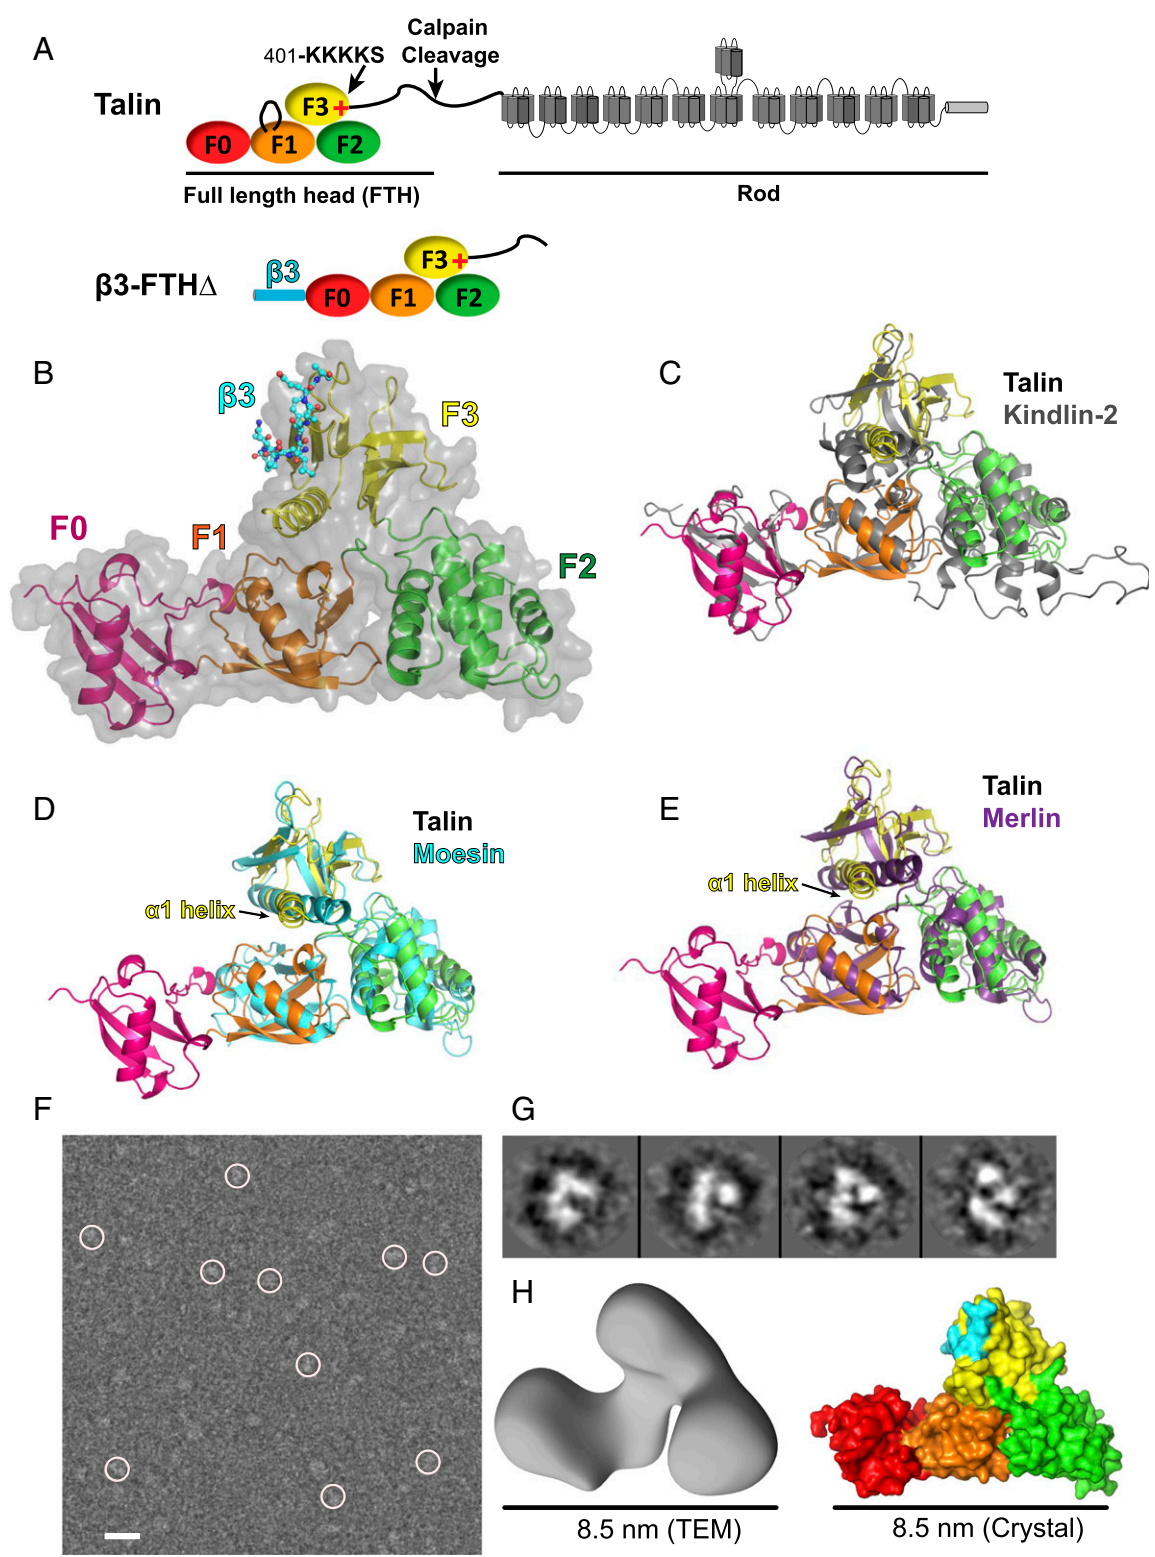 A
401-KKKKS
Calpain
Cleavage
Talin
F3 +
F0 F1 F2
Full length head (FTH)
Rod
β3-FTHΔ
β3
F3 +
F0 F1 F2
B
β3
F3
F0
F1
F2
C
Talin
Kindlin-2
D
Talin
Moesin
α1 helix
E
Talin
Merlin
α1 helix
F
G
H
8.5 nm (TEM)
8.5 nm (Crystal)